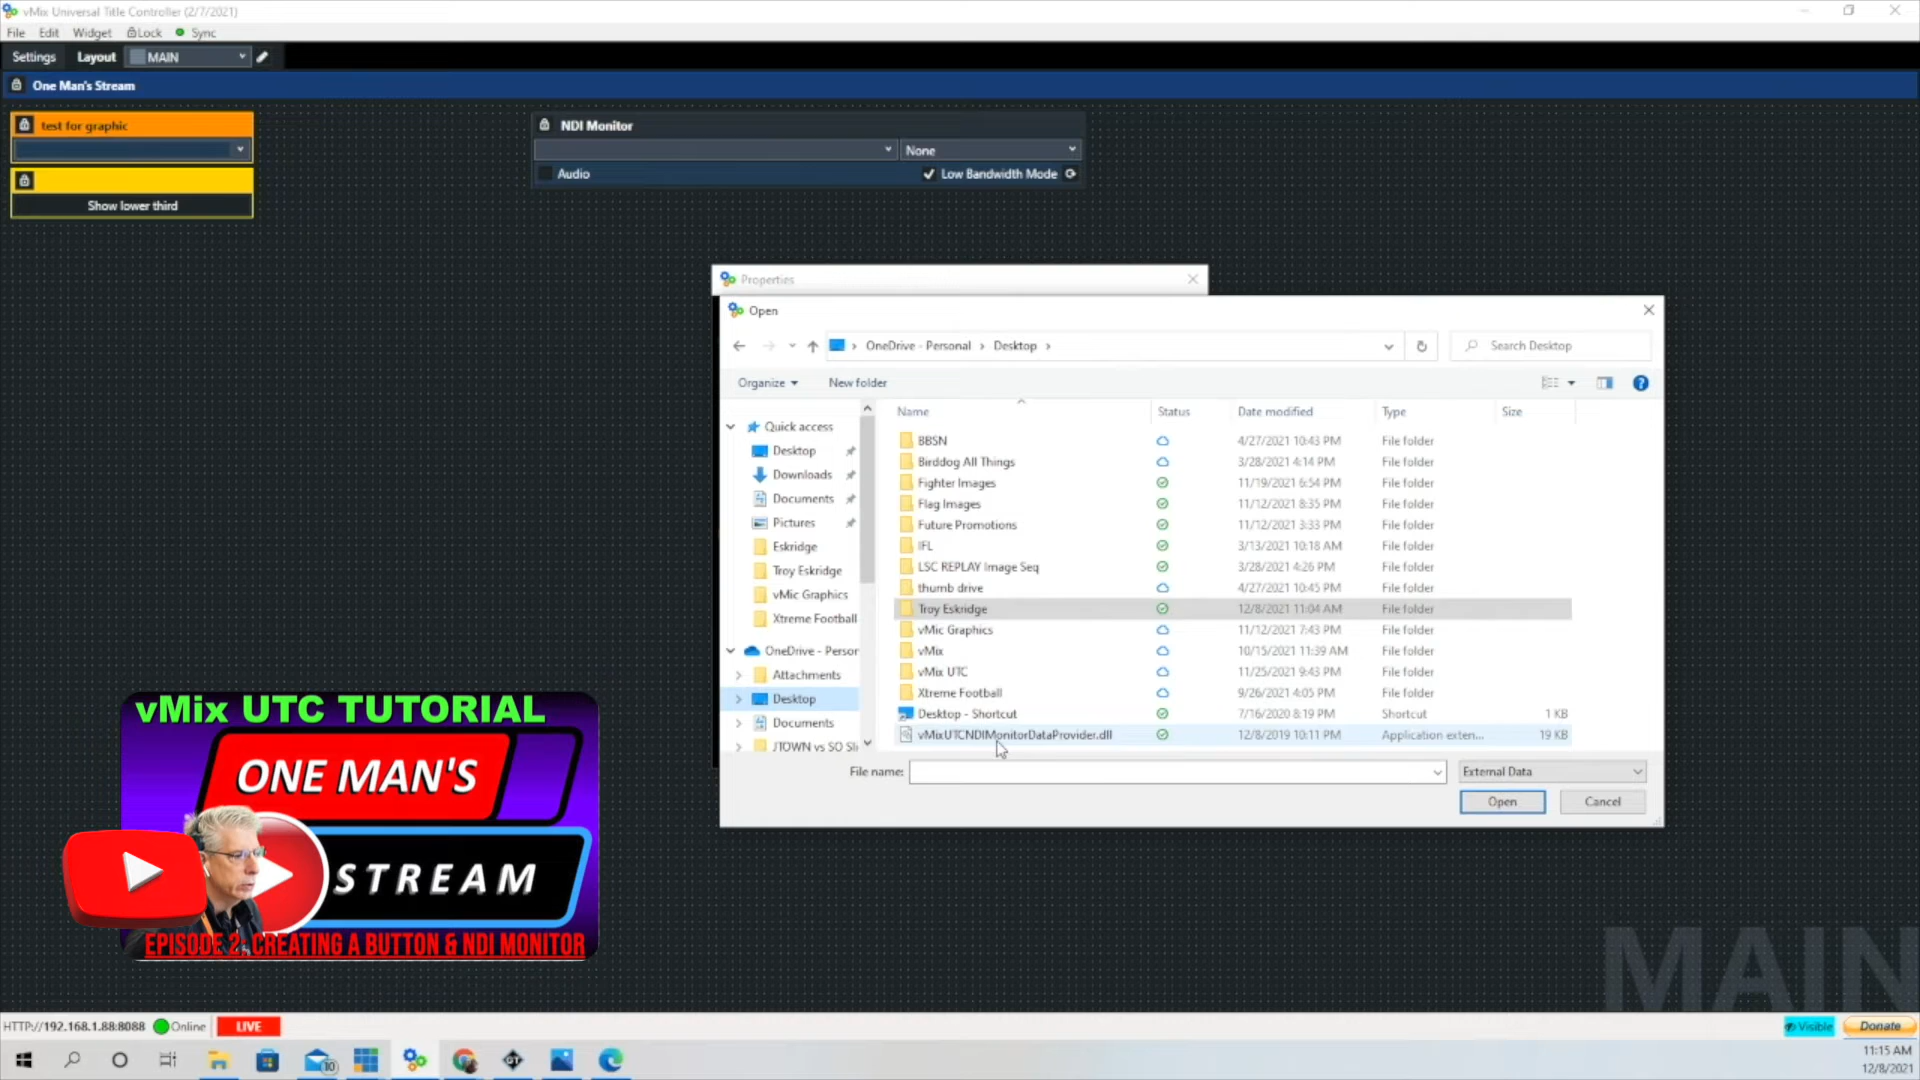 vMix Universal Title Controller (2/7/2021)
File Edit Widget Lock Sync
Settings Layout MAIN
One Man's Stream
test for graphic
Show lower third
NDI Monitor
None
Audio Low Bandwidth Mode
Properties
Open
OneDrive - Personal Desktop
Search Desktop
Organize New folder
Quick access
Desktop
Downloads
Documents
Pictures
Eskridge
Troy Eskridge
vMic Graphics
Xtreme Football
OneDrive - Person
Attachments
Desktop
Documents
JTOWN vs SO Sli
Name Status Date modified Type Size
BBSN 4/27/2021 10:43 PM File folder
Birddog All Things 3/28/2021 4:14 PM File folder
Fighter Images 11/19/2021 6:54 PM File folder
Flag Images 11/12/2021 8:35 PM File folder
Future Promotions 11/12/2021 3:33 PM File folder
IFL 3/13/2021 10:18 AM File folder
LSC REPLAY Image Seq 3/28/2021 4:26 PM File folder
thumb drive 4/27/2021 10:45 PM File folder
Troy Eskridge 12/8/2021 11:04 AM File folder
vMic Graphics 11/12/2021 7:43 PM File folder
vMix 10/15/2021 11:39 AM File folder
vMix UTC 11/25/2021 9:43 PM File folder
Xtreme Football 9/26/2021 4:05 PM File folder
Desktop - Shortcut 7/16/2020 8:19 PM Shortcut 1 KB
vMixUTCNDIMonitorDataProvider.dll 12/8/2019 10:11 PM Application exten... 19 KB
File name: External Data
Open Cancel
vMix UTC TUTORIAL
ONE MAN'S
STREAM
EPISODE 2: CREATING A BUTTON & NDI MONITOR
MAIN
HTTP://192.168.1.88:8088 Online LIVE
Visible Donate
10
GT
11:15 AM
12/8/2021